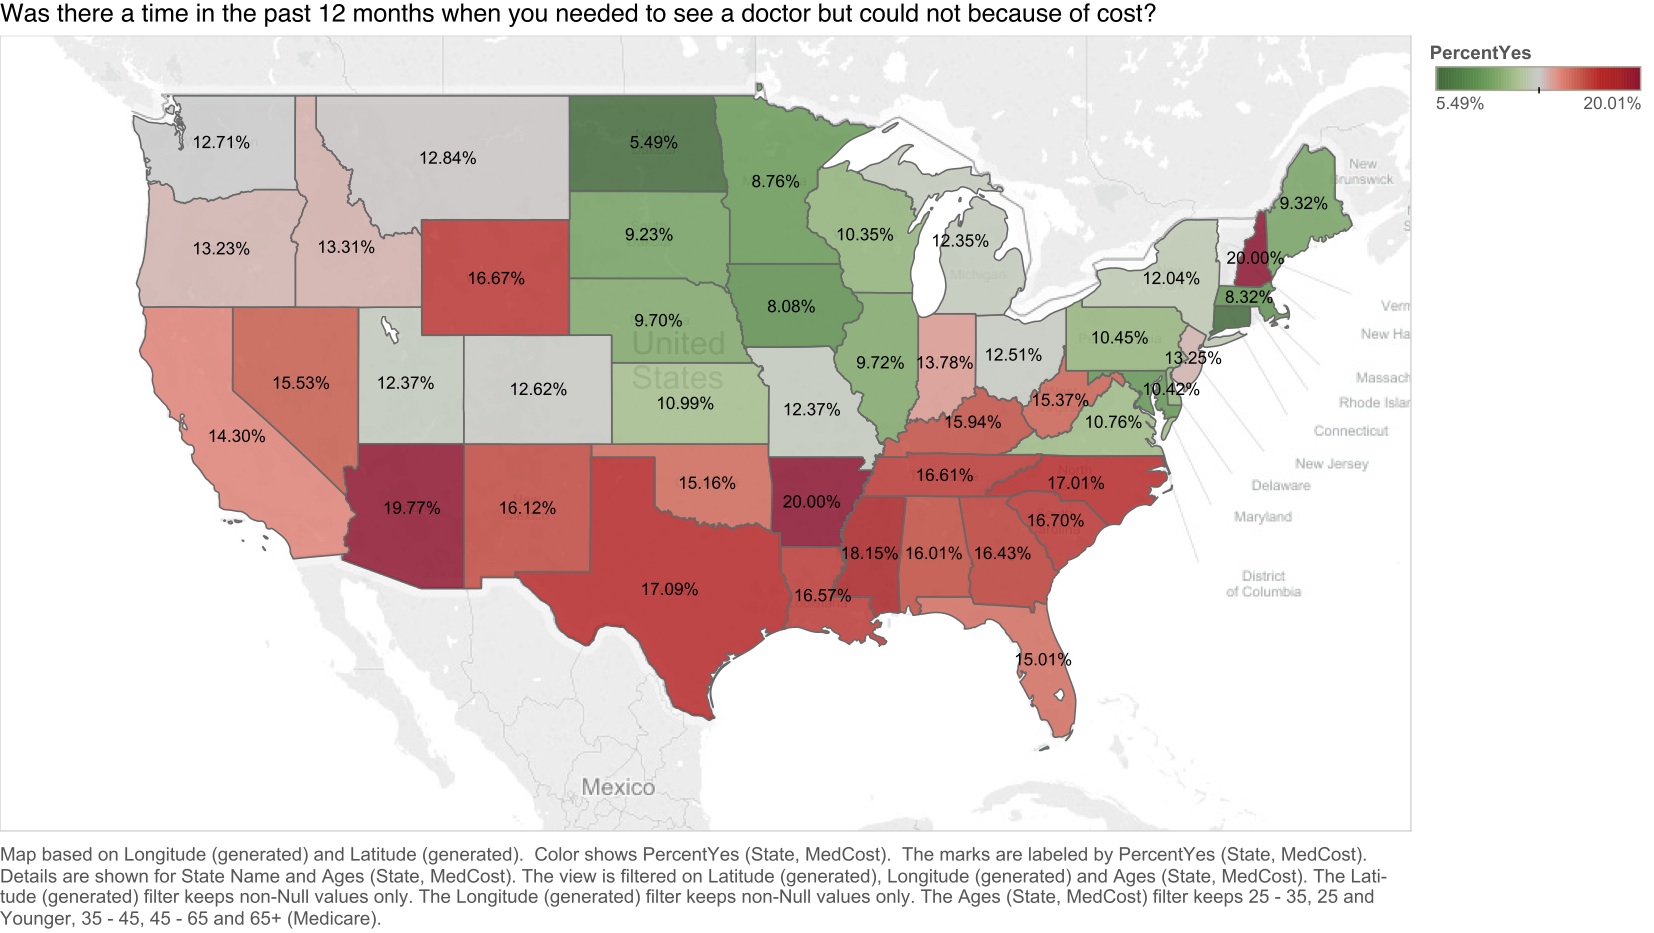 Was there a time in the past 12 months when you needed to see a doctor but could not because of cost?
PercentYes
5.49% 20.01%
12.71%
12.84%
5.49%
8.76%
New
Brunswick
9.32%
13.23%
13.31%
16.67%
9.23%
10.35%
12.35%
Michigan
12.04%
20.00%
8.32%
9.70%
8.08%
United
States
10.45%
13.25%
Verm
New Ha
Massach
Rhode Islar
Connecticut
New Jersey
Delaware
Maryland
District
of Columbia
15.53%
12.37%
12.62%
10.99%
12.37%
9.72%
13.78%
12.51%
15.37%
10.42%
10.76%
14.30%
15.94%
19.77%
16.12%
15.16%
20.00%
16.61%
North
17.01%
16.70%
18.15%
16.01%
16.43%
17.09%
16.57%
15.01%
Mexico
Map based on Longitude (generated) and Latitude (generated).  Color shows PercentYes (State, MedCost).  The marks are labeled by PercentYes (State, MedCost).
Details are shown for State Name and Ages (State, MedCost). The view is filtered on Latitude (generated), Longitude (generated) and Ages (State, MedCost). The Lati-
tude (generated) filter keeps non-Null values only. The Longitude (generated) filter keeps non-Null values only. The Ages (State, MedCost) filter keeps 25 - 35, 25 and
Younger, 35 - 45, 45 - 65 and 65+ (Medicare).